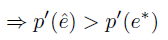 ⇒ p′(ê) > p′(e*)